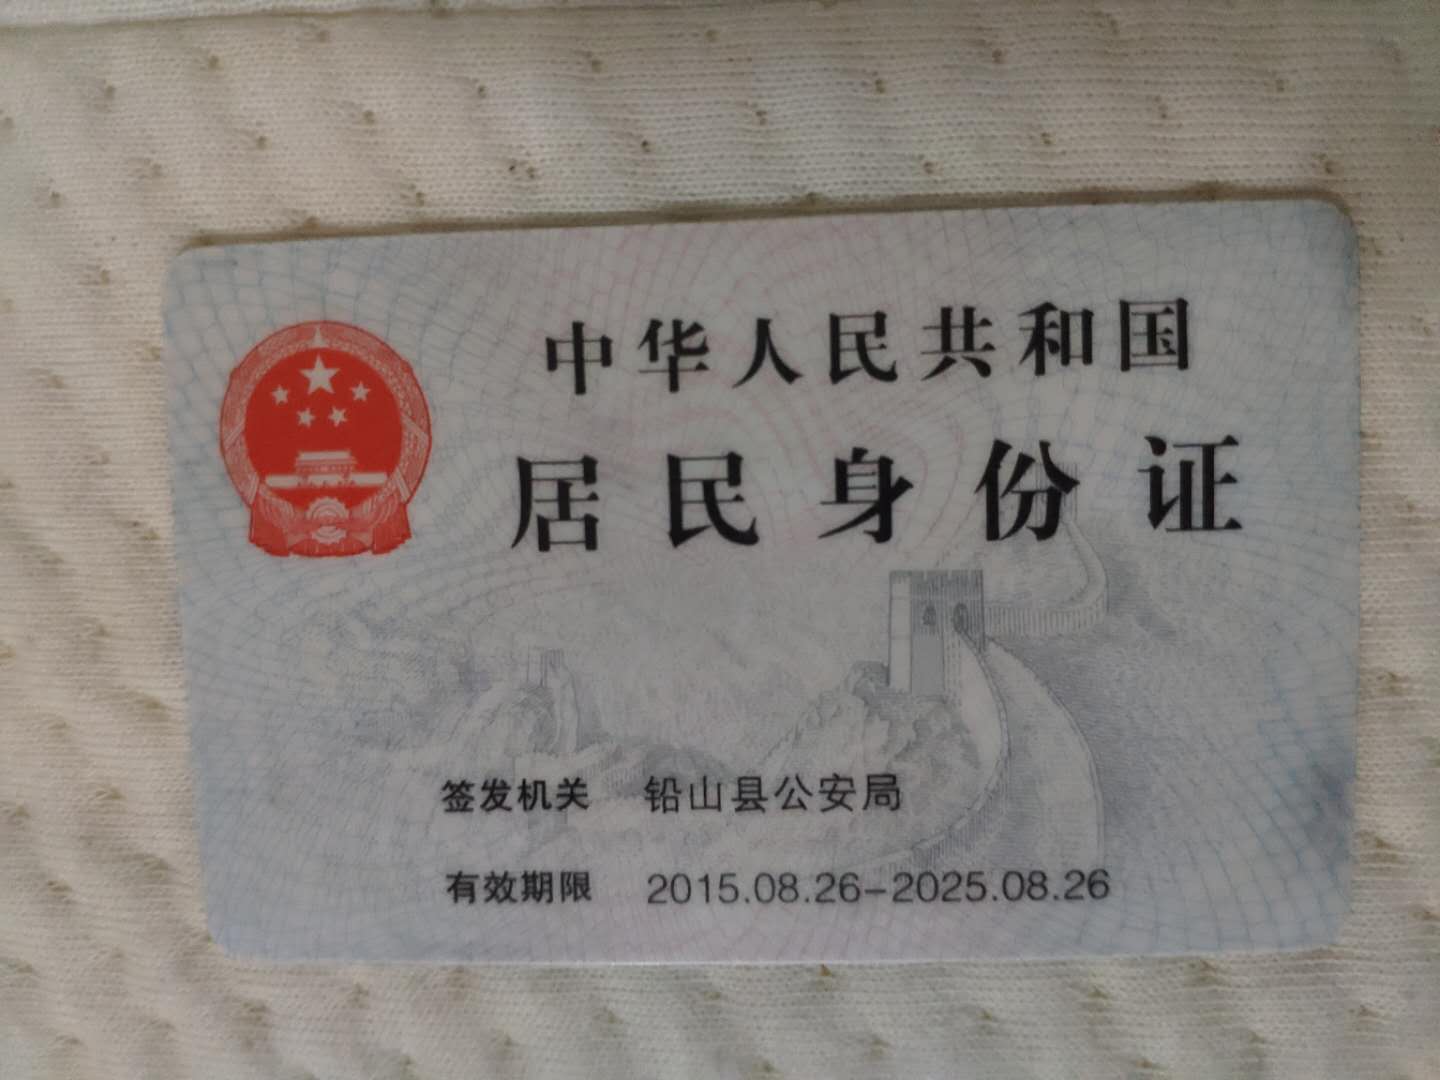 中华人民共和国
居民身份证
签发机关 铅山县公安局
有效期限 2015.08.26-2025.08.26